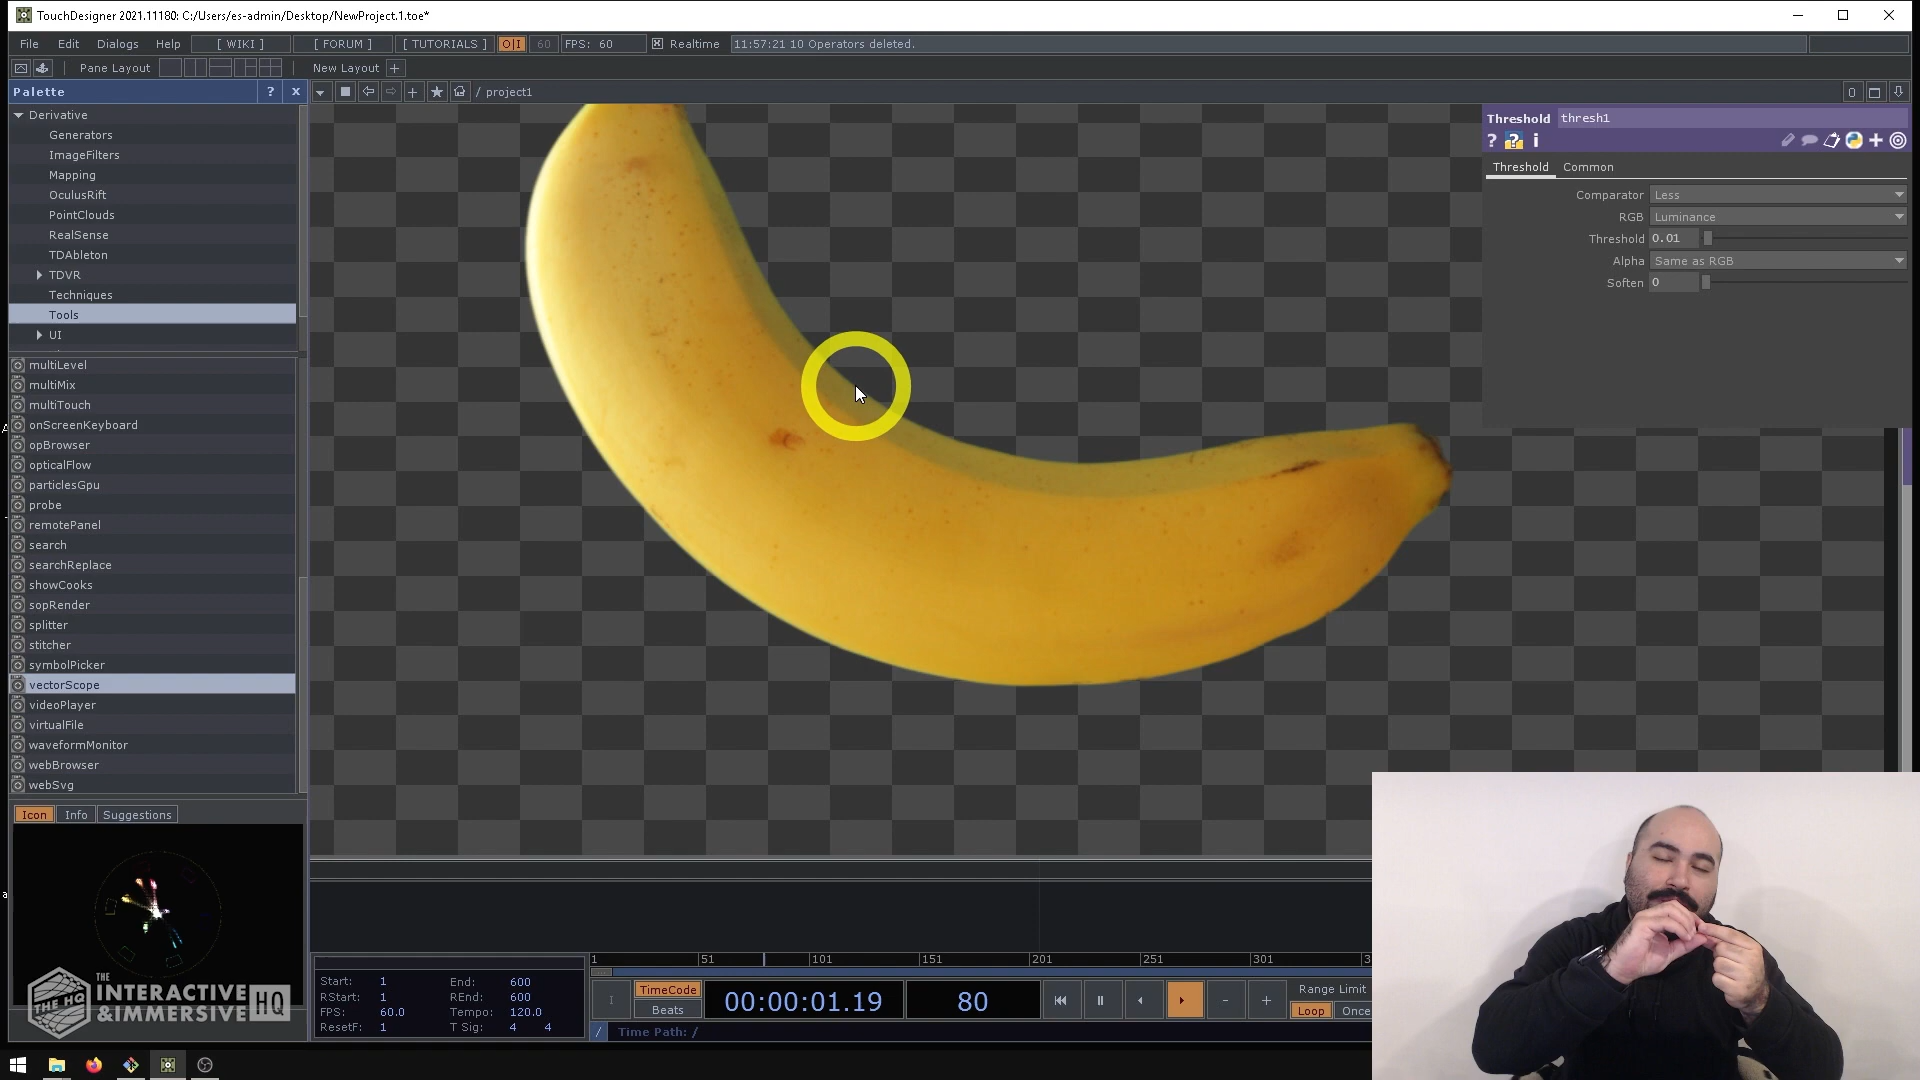 TouchDesigner 2021.11180: C:/Users/es-admin/Desktop/NewProject.1.toe*
File Edit Dialogs Help [ WIKI ] [ FORUM ] [ TUTORIALS ] O|I 60 FPS: 60 Realtime 11:57:21 10 Operators deleted.
Pane Layout New Layout +
Palette ? x / project1 0
Derivative
Generators
ImageFilters
Mapping
OculusRift
PointClouds
RealSense
TDAbleton
TDVR
Techniques
Tools
UI
multiLevel
multiMix
multiTouch
onScreenKeyboard
opBrowser
opticalFlow
particlesGpu
probe
remotePanel
search
searchReplace
showCooks
sopRender
splitter
stitcher
symbolPicker
vectorScope
videoPlayer
virtualFile
waveformMonitor
webBrowser
webSvg
Icon Info Suggestions
THE HQ
THE
INTERACTIVE
& IMMERSIVE HQ
Threshold thresh1
? ? i
Threshold Common
Comparator Less
RGB Luminance
Threshold 0.01
Alpha Same as RGB
Soften 0
1 51 101 151 201 251 301 3
Start: 1 End: 600
RStart: 1 REnd: 600
FPS: 60.0 Tempo: 120.0
ResetF: 1 T Sig: 4 4
I TimeCode
Beats
00:00:01.19 80 - +
Range Limit
Loop Once
/ Time Path: /